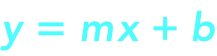 y = mx + b